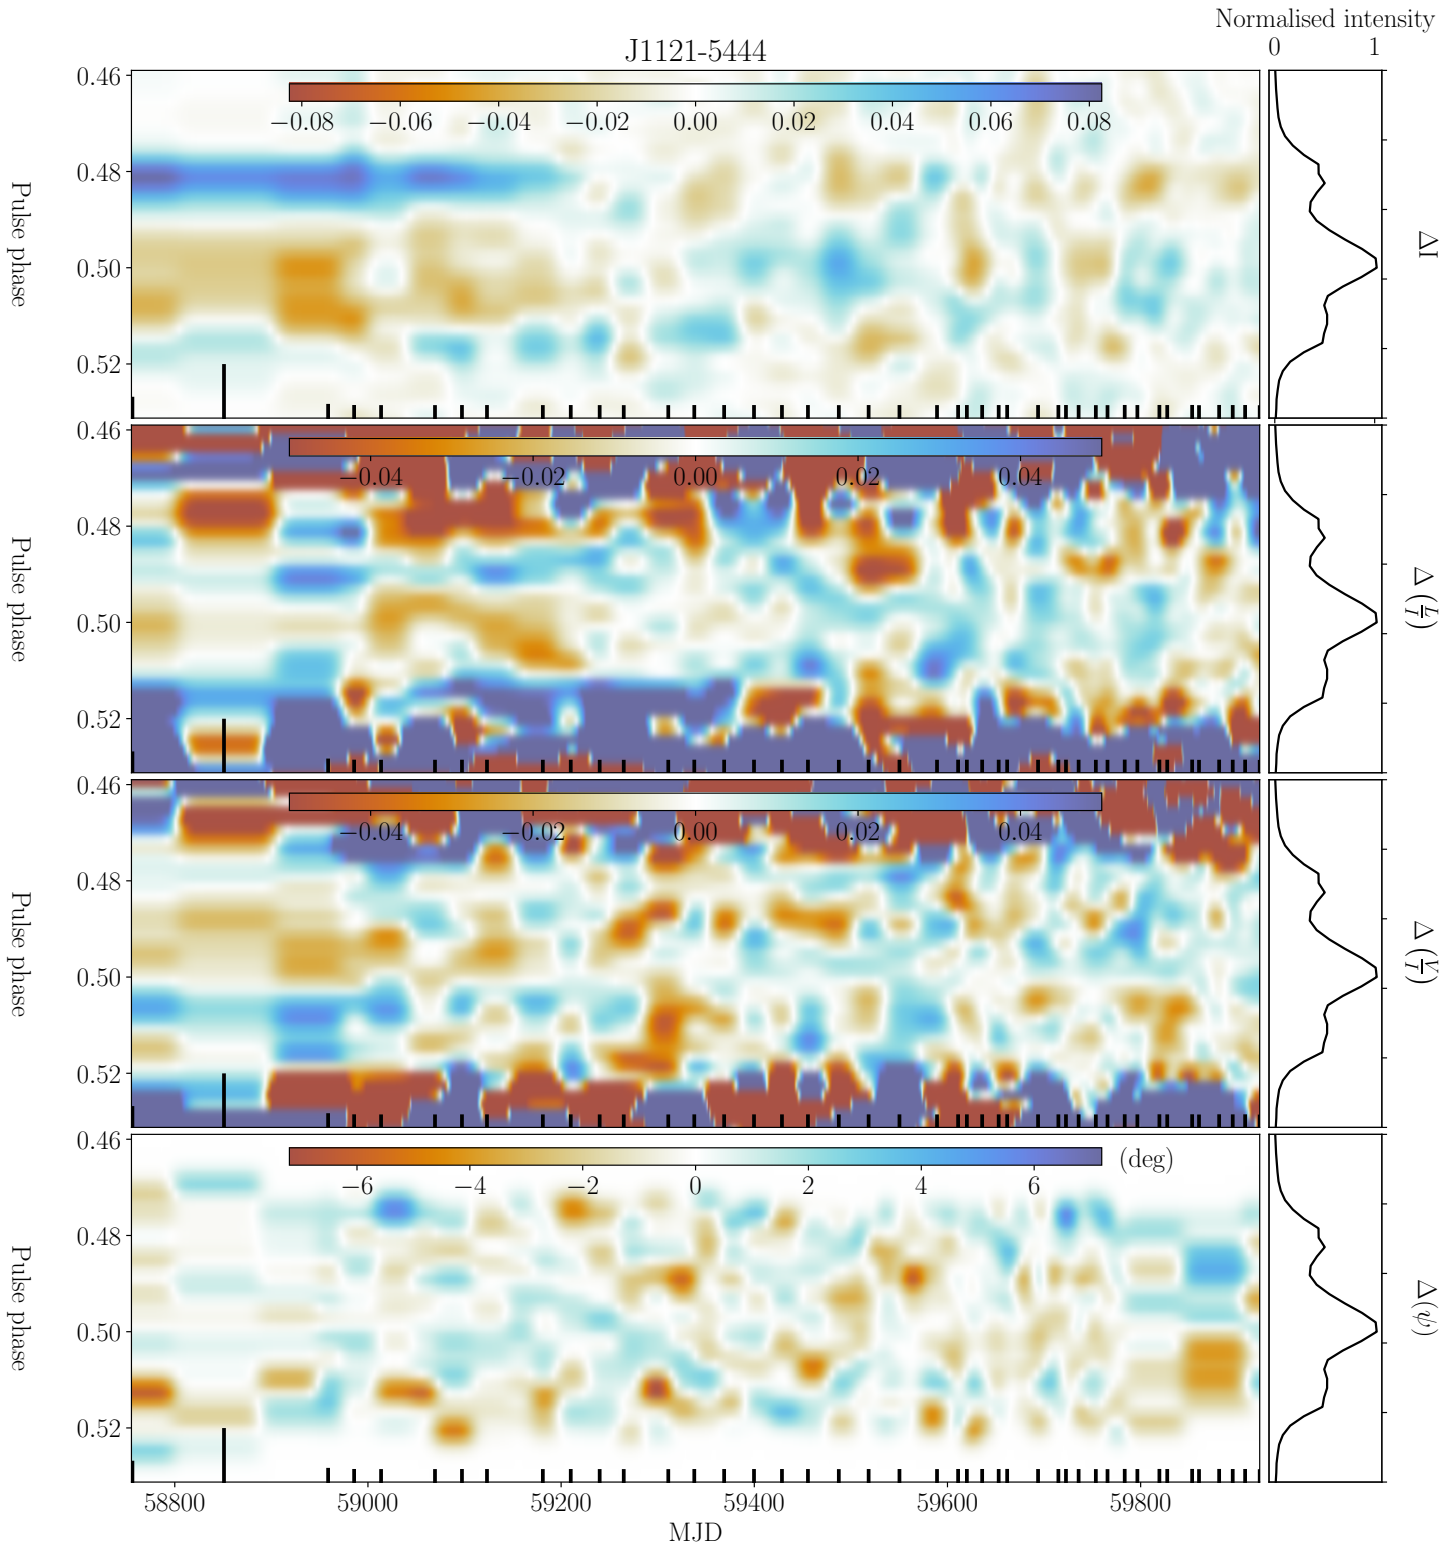 Normalised intensity
0 1
J1121-5444
0.46
−0.08 −0.06 −0.04 −0.02 0.00 0.02 0.04 0.06 0.08
0.48
Pulse phase
0.50
0.52
ΔI
0.46
−0.04 −0.02 0.00 0.02 0.04
0.48
Pulse phase
0.50
0.52
Δ(L/I)
0.46
−0.04 −0.02 0.00 0.02 0.04
0.48
Pulse phase
0.50
0.52
Δ(V/I)
0.46
(deg)
−6 −4 −2 0 2 4 6
0.48
Pulse phase
0.50
0.52
Δ(ψ)
58800 59000 59200 59400 59600 59800
MJD